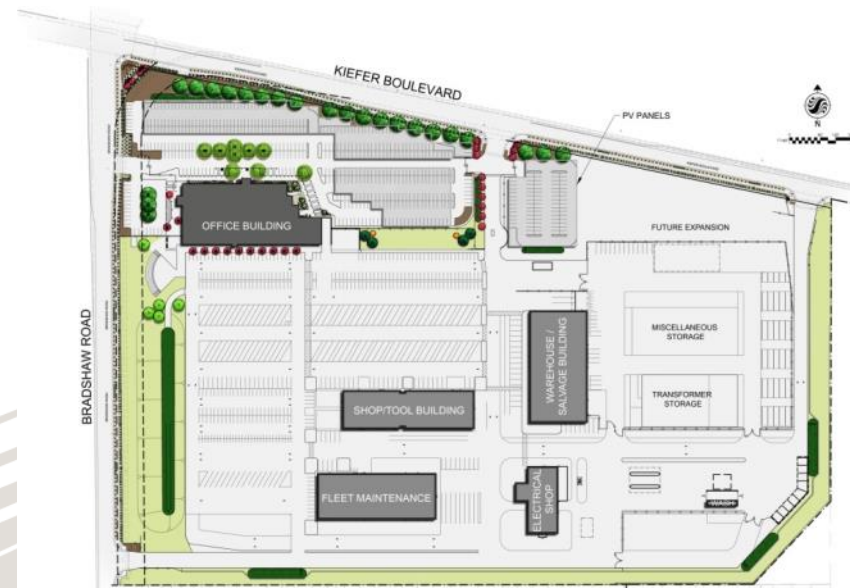 KIEFER BOULEVARD
PV PANELS
N
OFFICE BUILDING
FUTURE EXPANSION
BRADSHAW ROAD
MISCELLANEOUS
STORAGE
WAREHOUSE /
SALVAGE BUILDING
TRANSFORMER
STORAGE
SHOP/TOOL BUILDING
FLEET MAINTENANCE
ELECTRICAL
SHOP
WASH